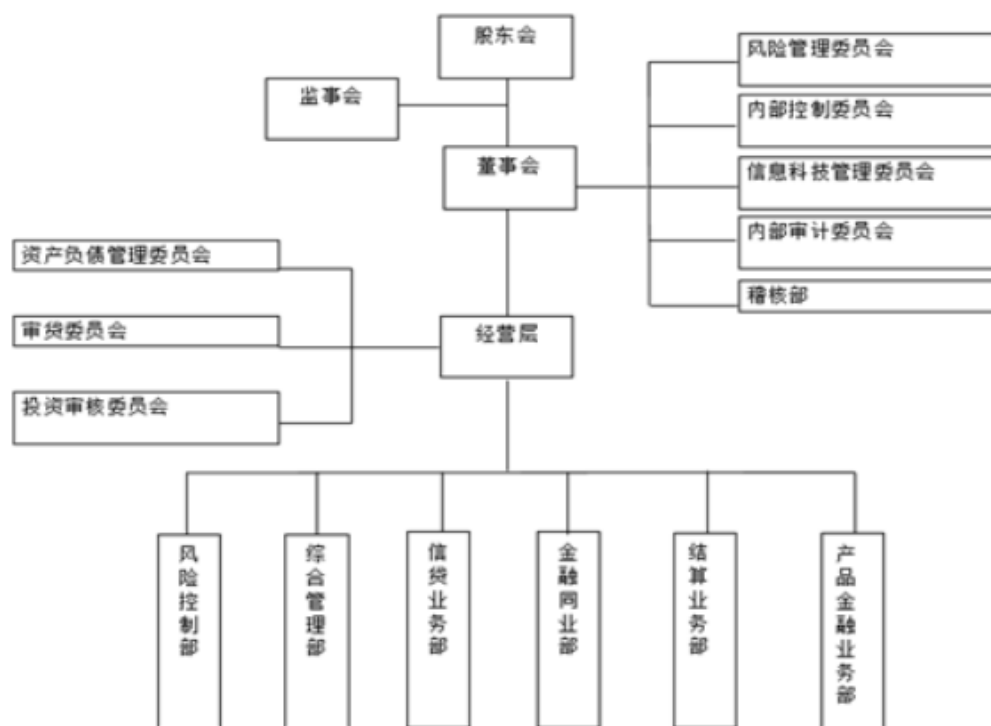 股东会
风险管理委员会
监事会
内部控制委员会
董事会
信息科技管理委员会
内部审计委员会
资产负债管理委员会
稽核部
审贷委员会
经营层
投资审核委员会
风险控制部
综合管理部
信贷业务部
金融同业部
结算业务部
产品金融业务部